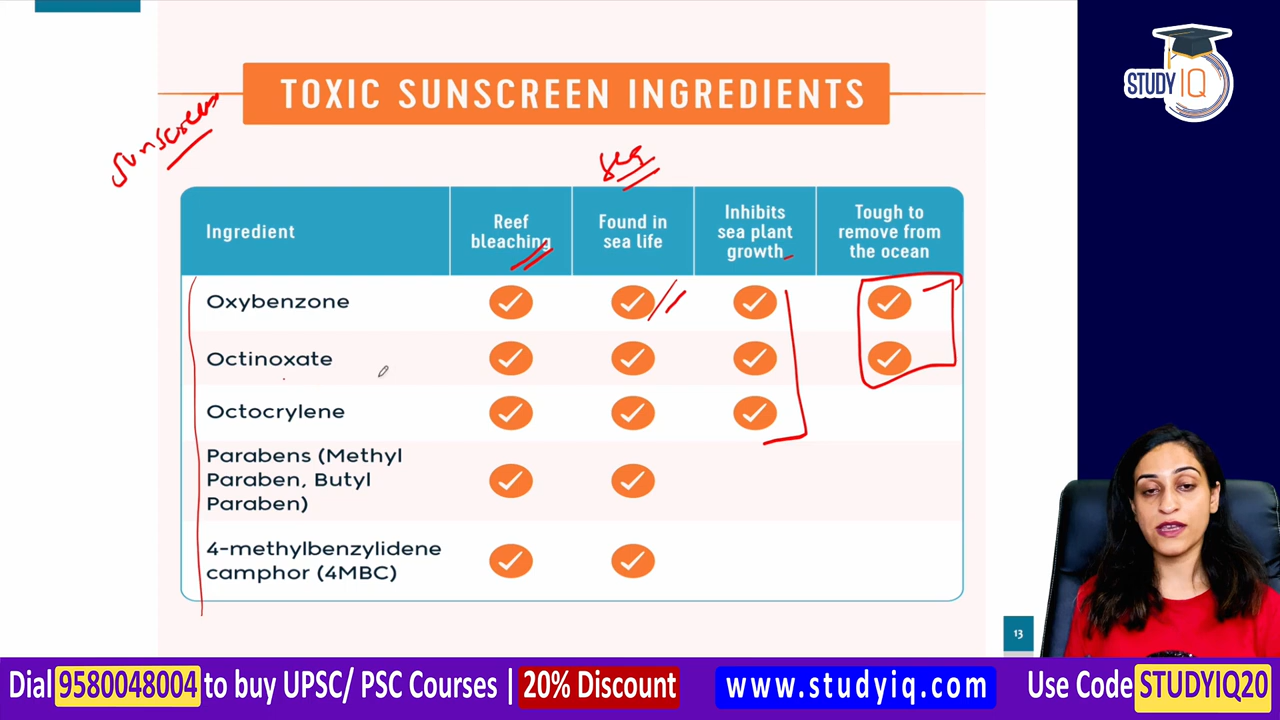 STUDY IQ
TOXIC SUNSCREEN INGREDIENTS
Sunscreen
sea
Ingredient
Reef
bleaching
Found in
sea life
Inhibits
sea plant
growth
Tough to
remove from
the ocean
Oxybenzone
Octinoxate
Octocrylene
Parabens (Methyl
Paraben, Butyl
Paraben)
4-methylbenzylidene
camphor (4MBC)
13
Dial 9580048004 to buy UPSC/ PSC Courses | 20% Discount
www.studyiq.com
Use Code STUDYIQ20